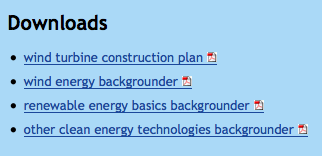 Downloads
wind turbine construction plan
wind energy backgrounder
renewable energy basics backgrounder
other clean energy technologies backgrounder